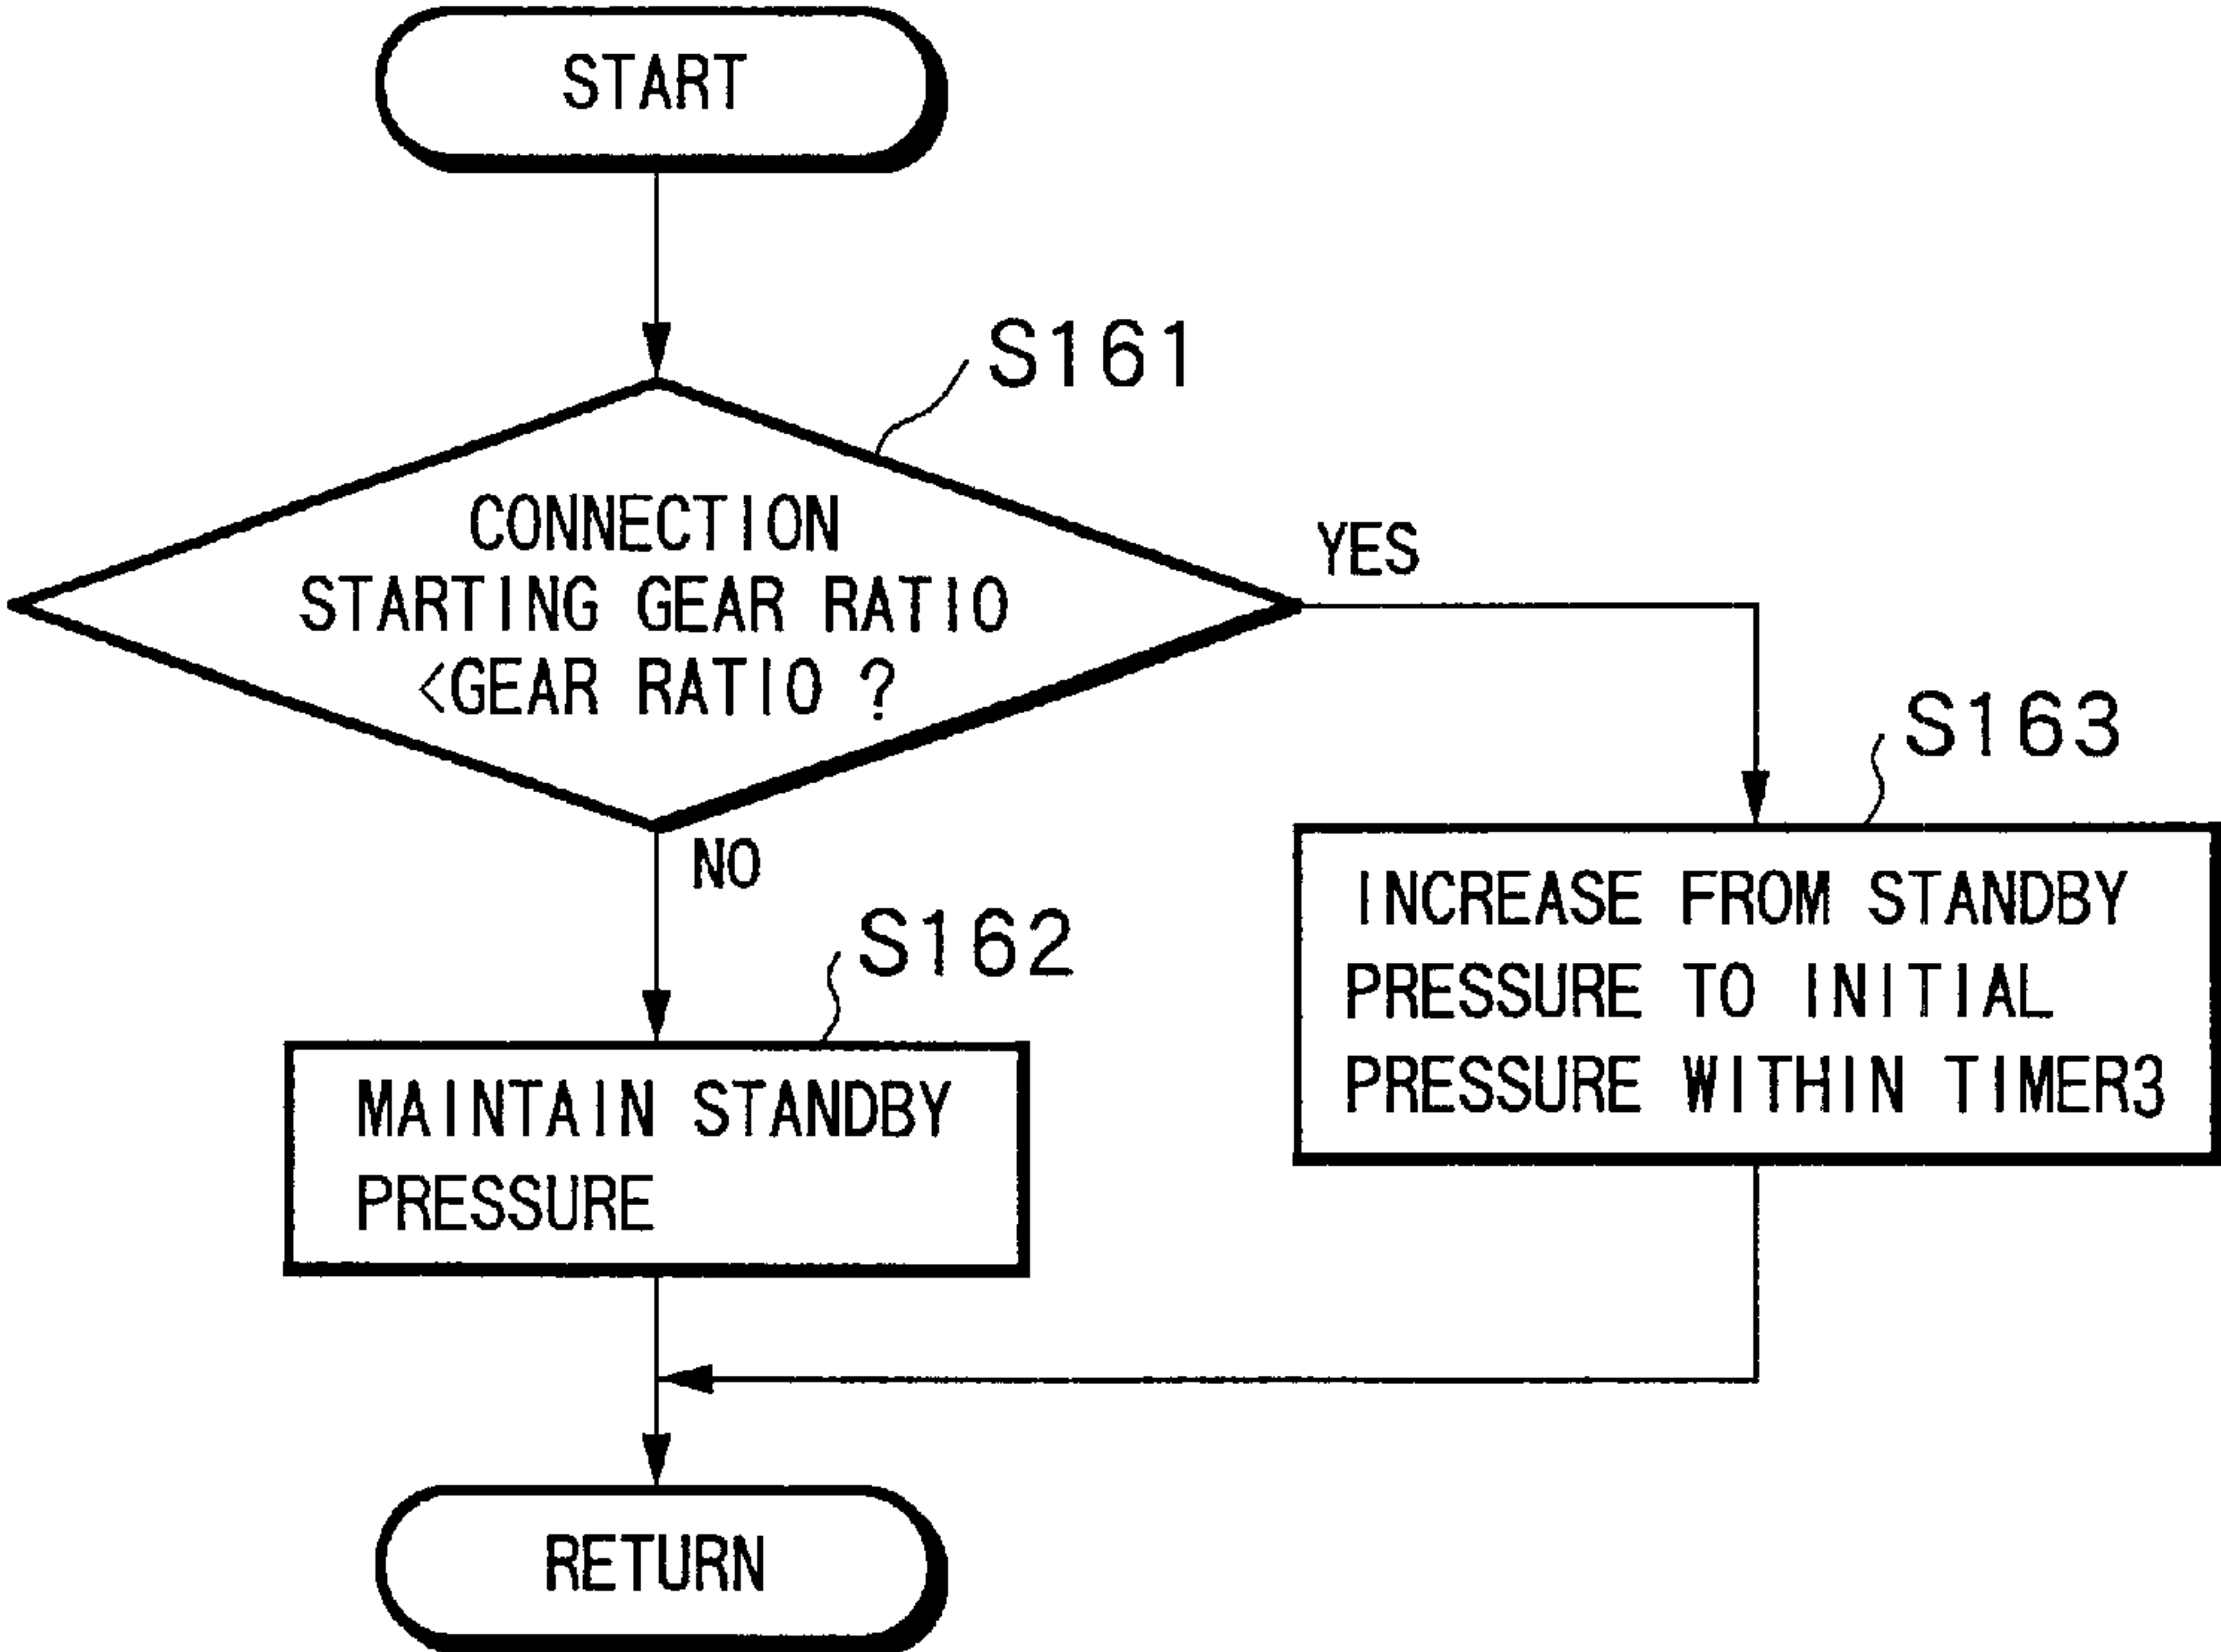 START
S161
CONNECTION
STARTING GEAR RATIO
<GEAR RATIO ?
YES
NO
S162
MAINTAIN STANDBY
PRESSURE
S163
INCREASE FROM STANDBY
PRESSURE TO INITIAL
PRESSURE WITHIN TIMER3
RETURN